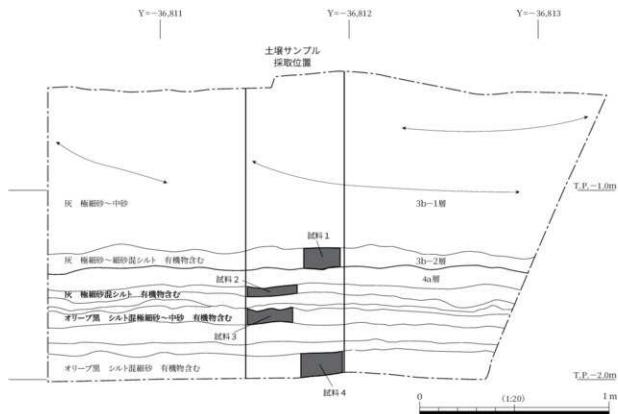 Y=−36,811
Y=−36,812
Y=−36,813
土壌サンプル
採取位置
T.P.−1.0m
灰　極細砂～中砂
3b−1層
試料１
灰　極細砂～細砂混シルト　有機物含む
3b−2層
試料２
4a層
灰　極細砂混シルト　有機物含む
オリーブ黒　シルト混極細砂～中砂　有機物含む
試料３
オリーブ黒　シルト混細砂　有機物含む
T.P.−2.0m
試料４
0
(1:20)
1 m